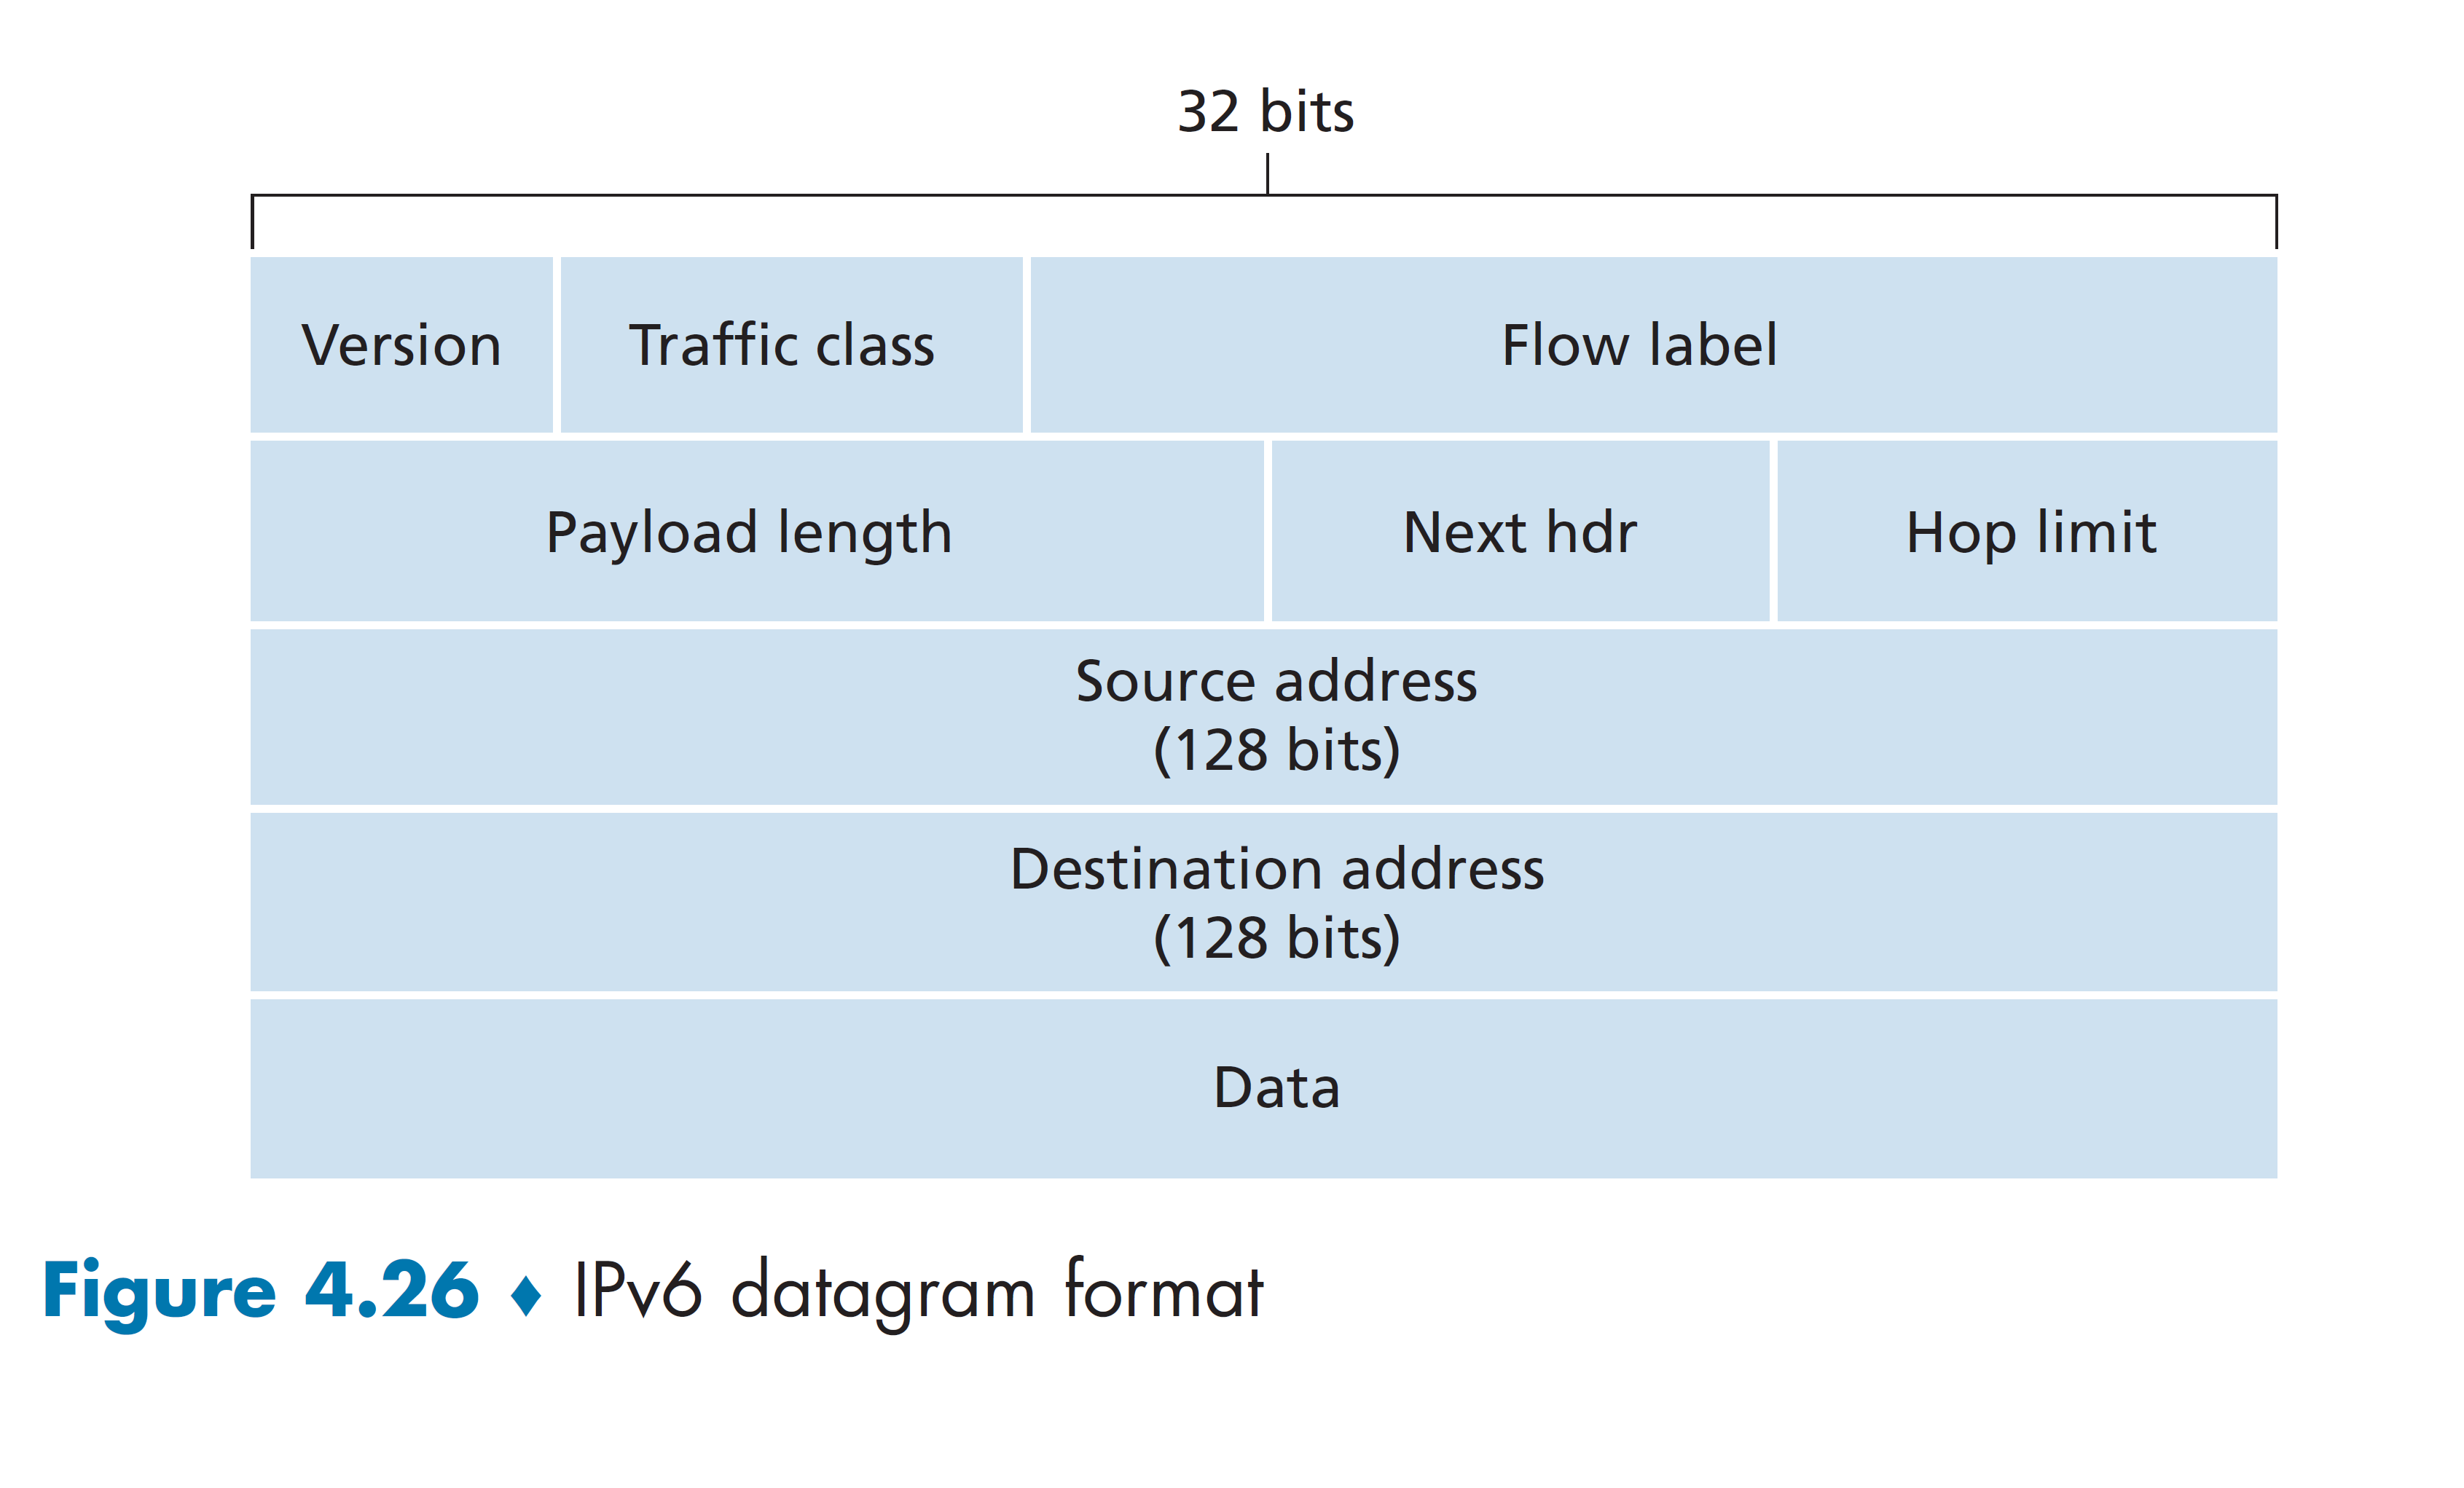 32 bits
Version Traffic class Flow label
Payload length Next hdr Hop limit
Source address
(128 bits)
Destination address
(128 bits)
Data
Figure 4.26 ♦ IPv6 datagram format